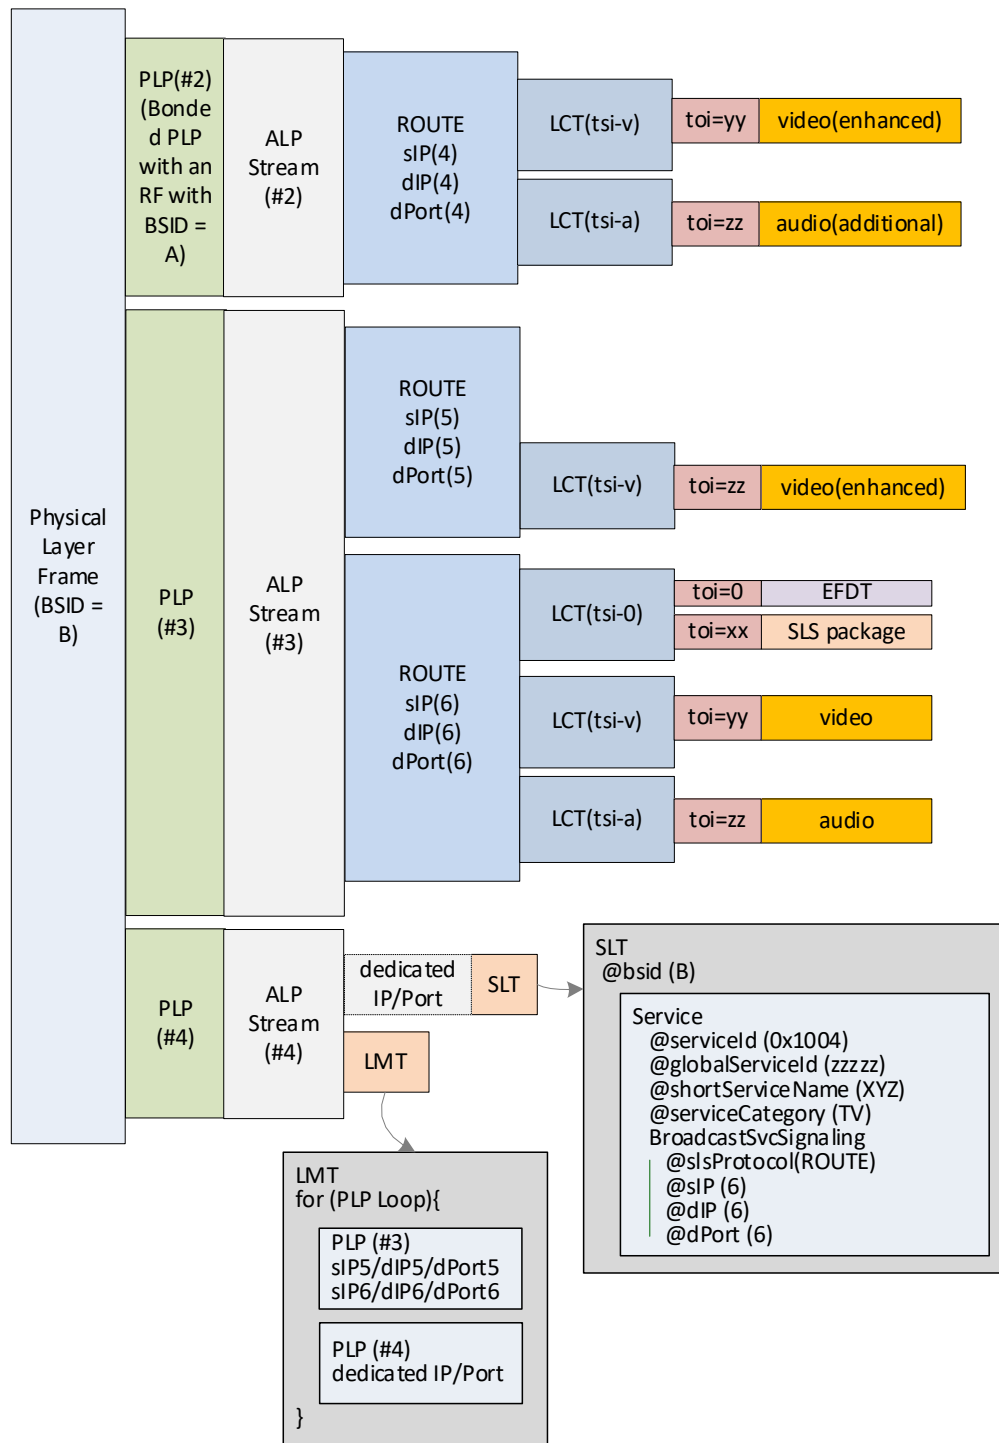 Physical
Layer
Frame
(BSID =
B)
PLP(#2)
(Bonde
d PLP
with an
RF with
BSID =
A)
ALP
Stream
(#2)
ROUTE
sIP(4)
dIP(4)
dPort(4)
LCT(tsi-v)
toi=yy
video(enhanced)
LCT(tsi-a)
toi=zz
audio(additional)
PLP
(#3)
ALP
Stream
(#3)
ROUTE
sIP(5)
dIP(5)
dPort(5)
LCT(tsi-v)
toi=zz
video(enhanced)
ROUTE
sIP(6)
dIP(6)
dPort(6)
LCT(tsi-0)
toi=0
EFDT
toi=xx
SLS package
LCT(tsi-v)
toi=yy
video
LCT(tsi-a)
toi=zz
audio
PLP
(#4)
ALP
Stream
(#4)
dedicated
IP/Port
SLT
LMT
SLT
@bsid (B)
Service
@serviceId (0x1004)
@globalServiceId (zzzzz)
@shortServiceName (XYZ)
@serviceCategory (TV)
BroadcastSvcSignaling
@slsProtocol(ROUTE)
@sIP (6)
@dIP (6)
@dPort (6)
LMT
for (PLP Loop){
PLP (#3)
sIP5/dIP5/dPort5
sIP6/dIP6/dPort6
PLP (#4)
dedicated IP/Port
}